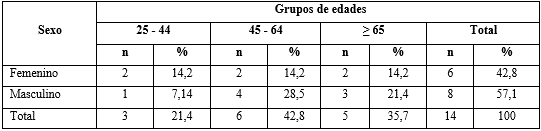 Sexo Grupos de edades
25 - 44 45 - 64 ≥ 65 Total
n % n % n % n %
Femenino 2 14,2 2 14,2 2 14,2 6 42,8
Masculino 1 7,14 4 28,5 3 21,4 8 57,1
Total 3 21,4 6 42,8 5 35,7 14 100